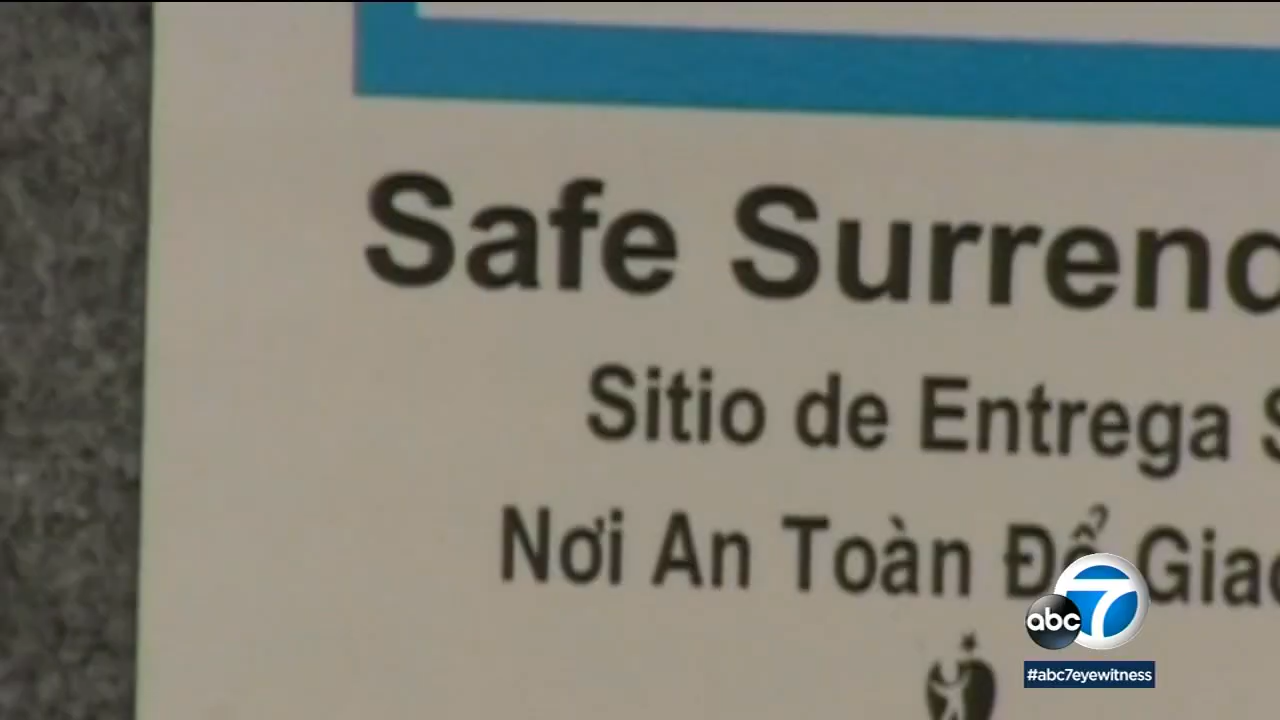 Safe Surrend
Sitio de Entrega S
Nơi An Toàn Để Giao
abc 7
#abc7eyewitness